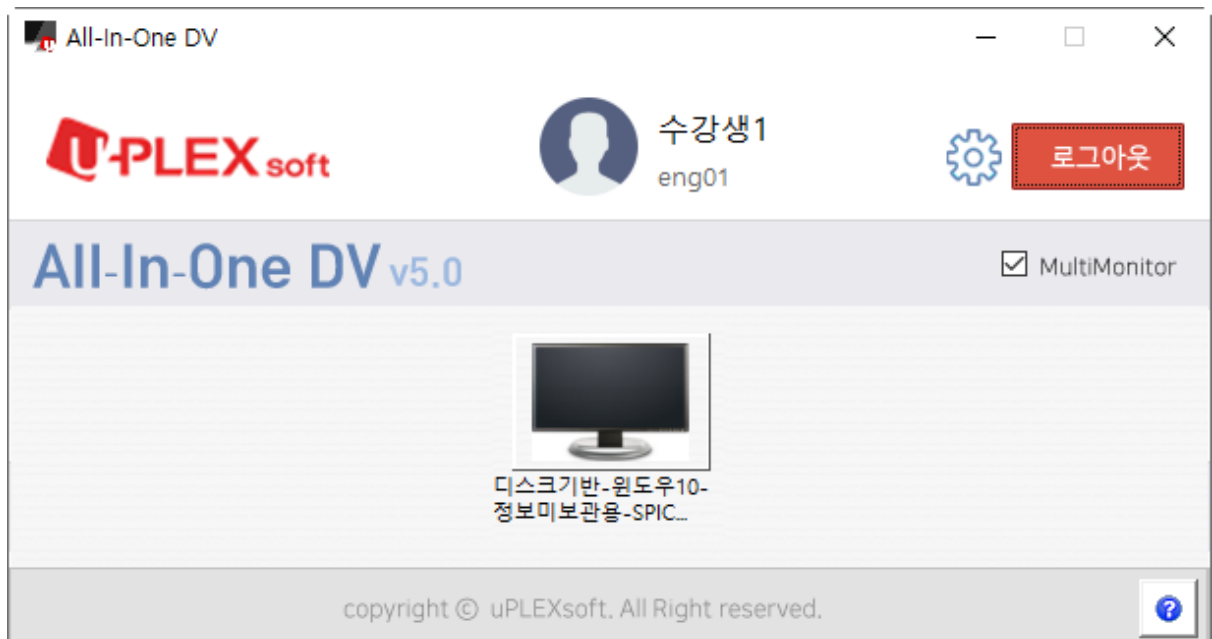 All-In-One DV
U-PLEX soft
수강생1
eng01
로그아웃
All-In-One DV v5.0
MultiMonitor
디스크기반-윈도우10-
정보미보관용-SPIC...
copyright © uPLEXsoft. All Right reserved.
?